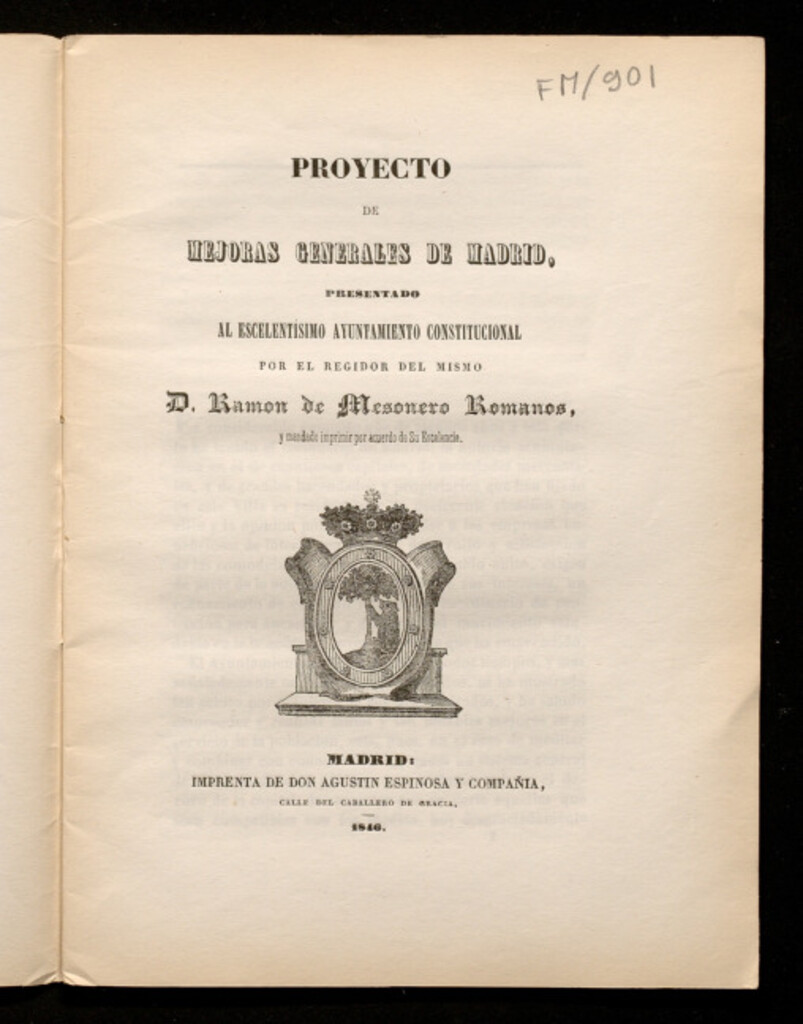 FM/901
PROYECTO
DE
MEJORAS GENERALES DE MADRID,
PRESENTADO
AL ESCELENTÍSIMO AYUNTAMIENTO CONSTITUCIONAL
POR EL REGIDOR DEL MISMO
D. Ramon de Mesonero Romanos,
y mandado imprimir por acuerdo de Su Escelencia.
MADRID:
IMPRENTA DE DON AGUSTIN ESPINOSA Y COMPAÑIA,
CALLE DEL CABALLERO DE GRACIA,
1846.